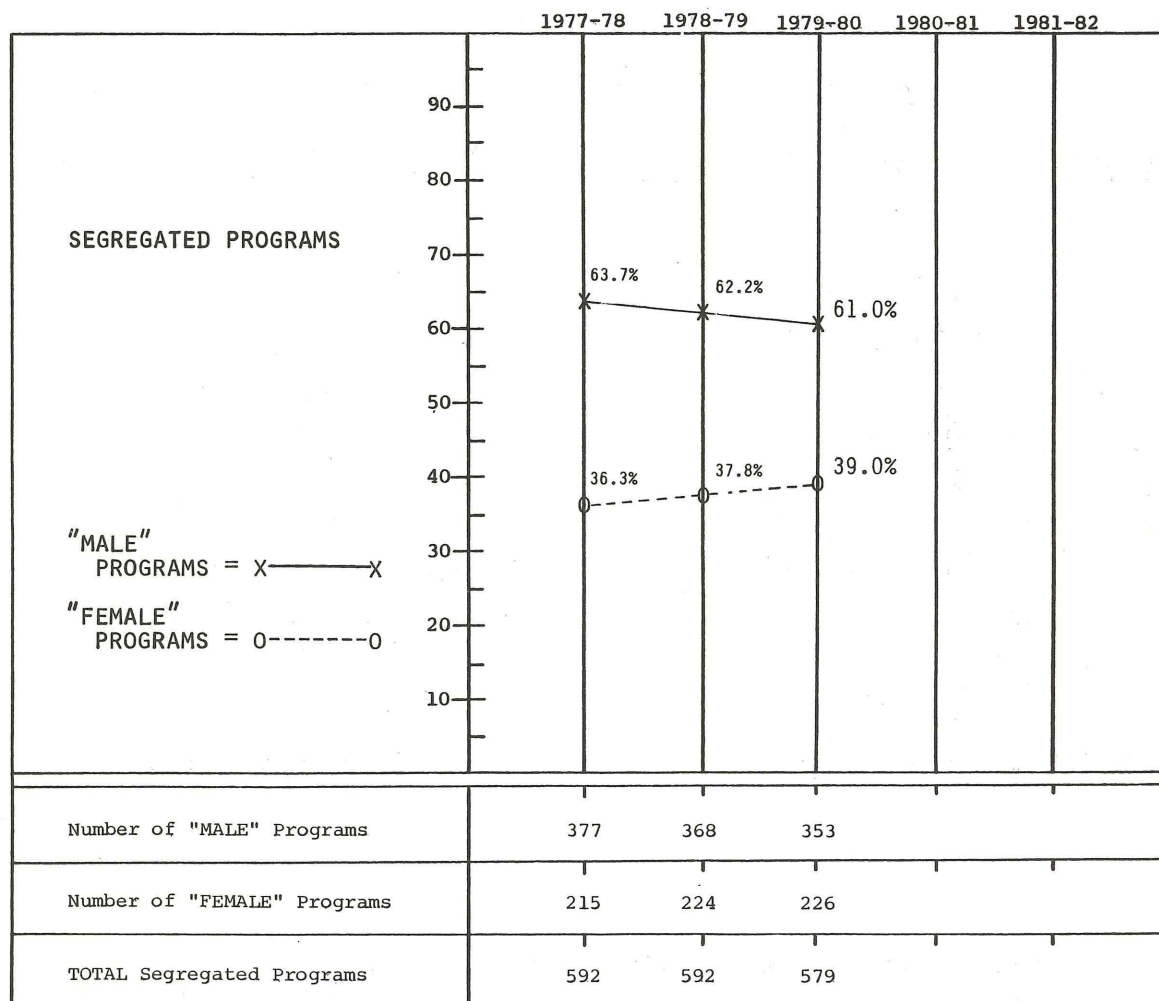 1977-78 1978-79 1979-80 1980-81 1981-82
90
80
SEGREGATED PROGRAMS
70
63.7%
62.2%
61.0%
60
50
40
36.3%
37.8%
39.0%
"MALE"
PROGRAMS = X X
30
"FEMALE"
PROGRAMS = O------O
20
10
Number of "MALE" Programs 377 368 353
Number of "FEMALE" Programs 215 224 226
TOTAL Segregated Programs 592 592 579